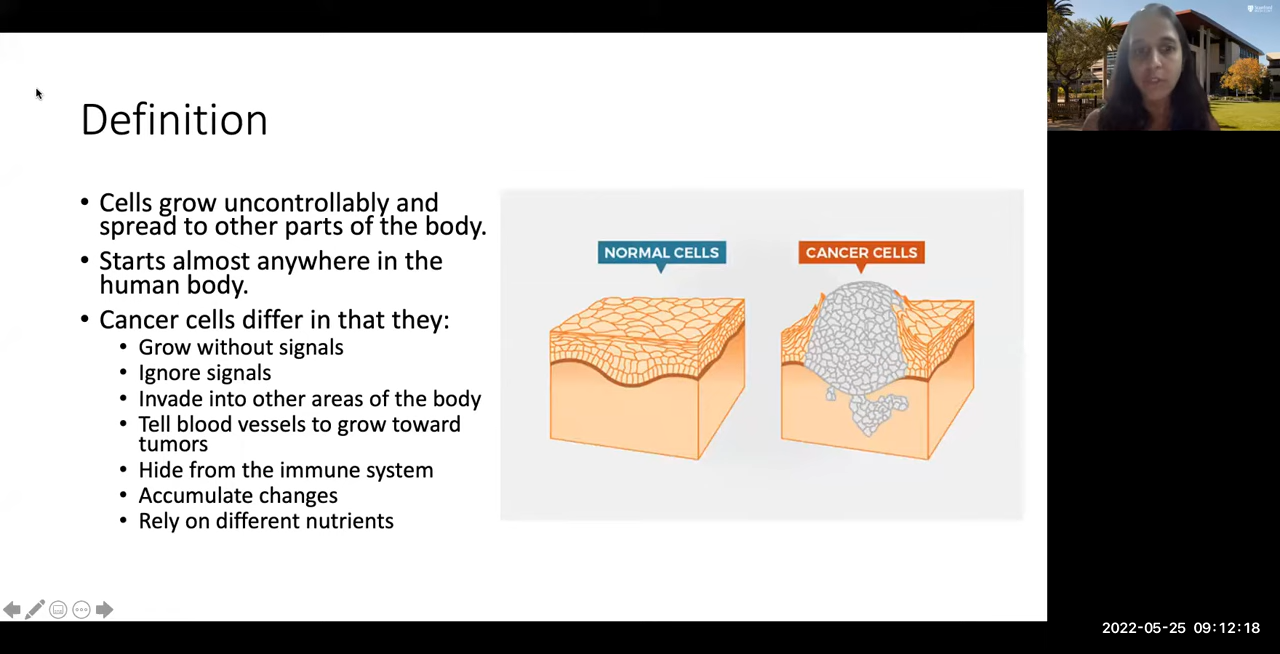 Definition
• Cells grow uncontrollably and
spread to other parts of the body.
• Starts almost anywhere in the
human body.
• Cancer cells differ in that they:
• Grow without signals
• Ignore signals
• Invade into other areas of the body
• Tell blood vessels to grow toward
tumors
• Hide from the immune system
• Accumulate changes
• Rely on different nutrients
NORMAL CELLS
CANCER CELLS
2022-05-25 09:12:18